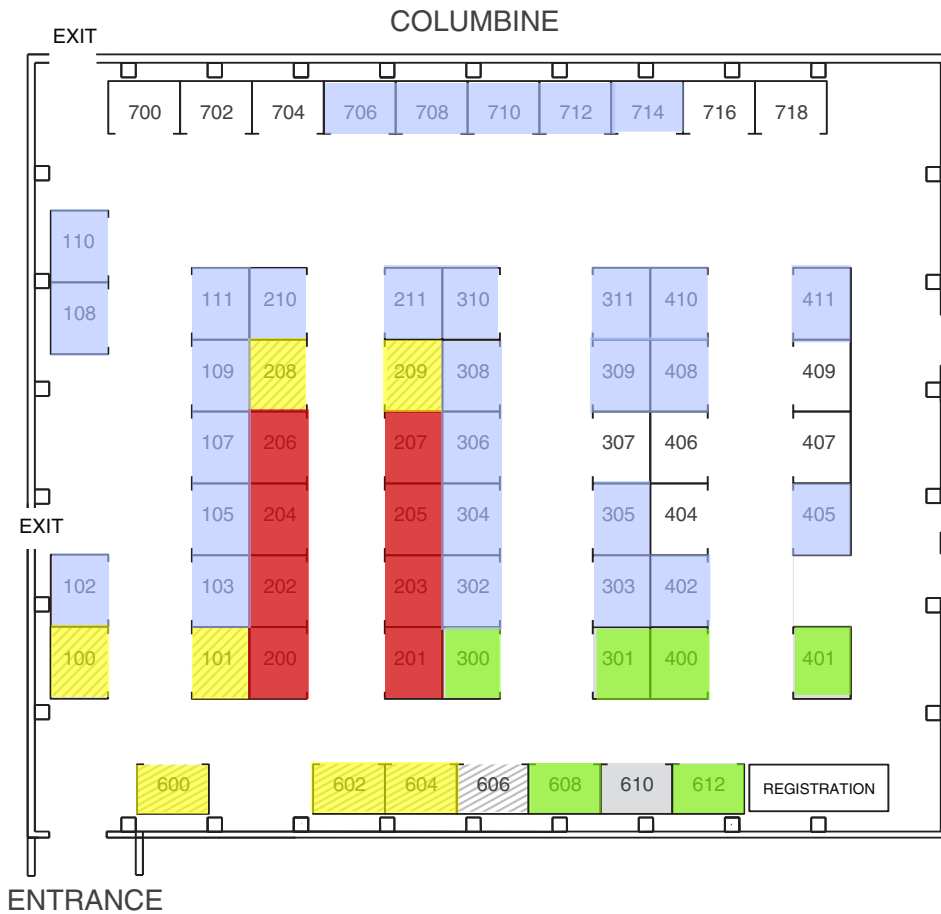 COLUMBINE
EXIT
700 702 704 706 708 710 712 714 716 718
110
108
111 210 211 310 311 410 411
109 208 209 308 309 408 409
107 206 207 306 307 406 407
105 204 205 304 305 404 405
EXIT
102 103 202 203 302 303 402
100 101 200 201 300 301 400 401
600 602 604 606 608 610 612 REGISTRATION
ENTRANCE